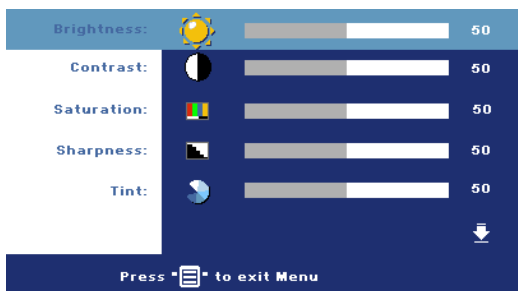 Brightness: 50
Contrast: 50
Saturation: 50
Sharpness: 50
Tint: 50
Press "" to exit Menu